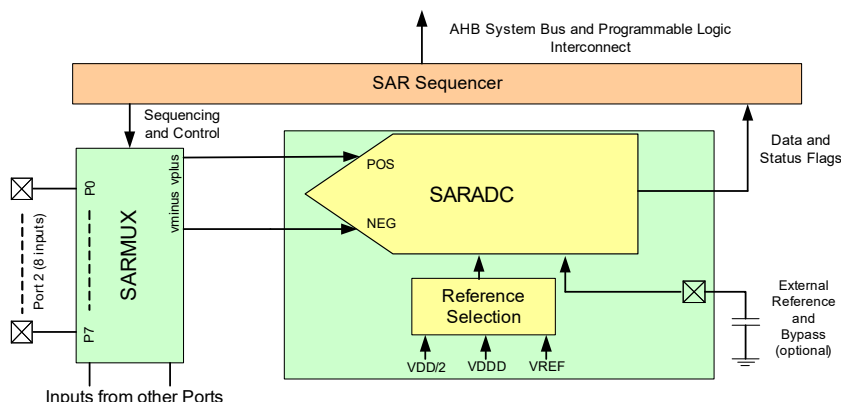 AHB System Bus and Programmable Logic
Interconnect
SAR Sequencer
Sequencing
and Control
Data and
Status Flags
vminus vplus
POS
P0
SARADC
NEG
SARMUX
Port 2 (8 inputs)
Reference
Selection
External
Reference
and
Bypass
(optional)
P7
VDD/2
VDDD
VREF
Inputs from other Ports